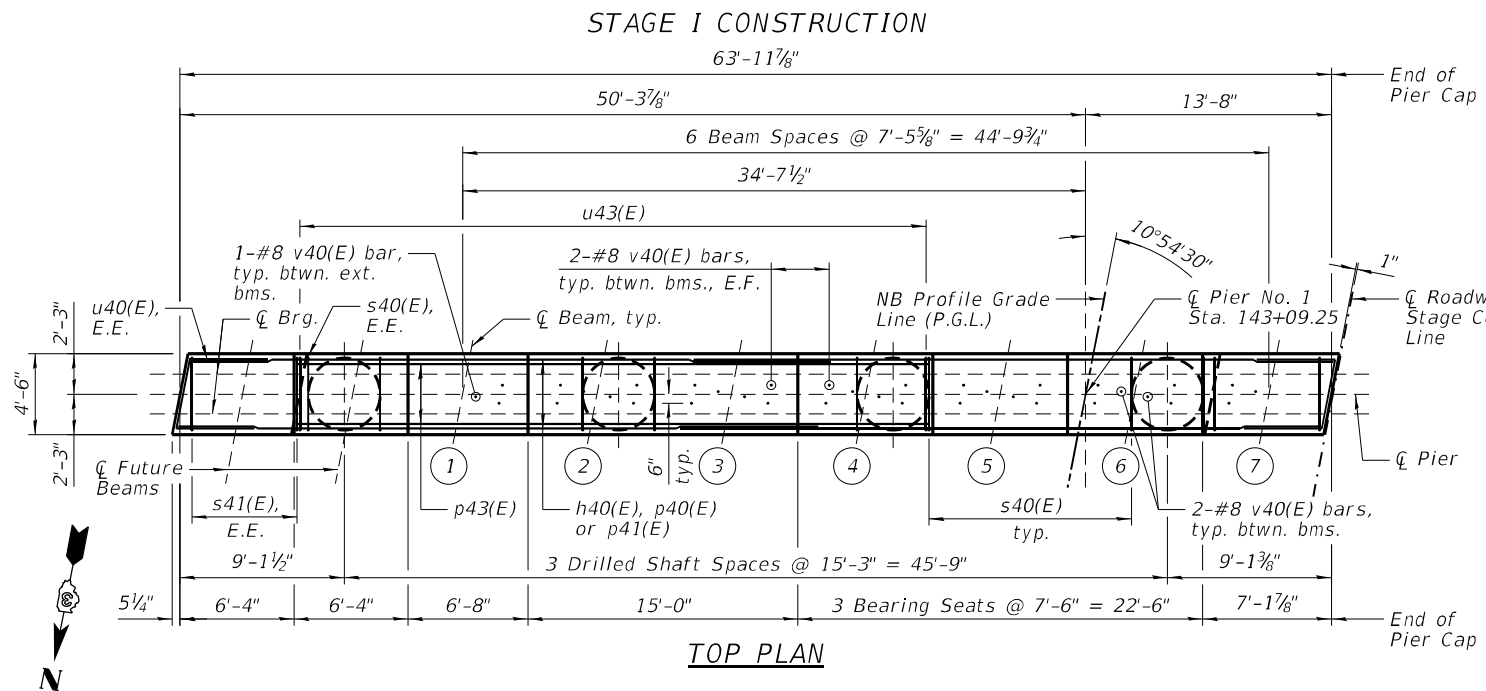 STAGE I CONSTRUCTION
63'-11⅞"
End of
Pier Cap
50'-3⅞"
13'-8"
6 Beam Spaces @ 7'-5⅝" = 44'-9¾"
34'-7½"
u43(E)
10°54'30"
1-#8 v40(E) bar,
typ. btwn. ext.
bms.
2-#8 v40(E) bars,
typ. btwn. bms., E.F.
1"
u40(E),
E.E.
℄ Brg.
s40(E),
E.E.
℄ Beam, typ.
NB Profile Grade
Line (P.G.L.)
℄ Pier No. 1
Sta. 143+09.25
℄ Roadw
Stage C
Line
2'-3"
4'-6"
2'-3"
℄ Future
Beams
1
2
3
6"
typ.
4
5
6
7
℄ Pier
s41(E),
E.E.
p43(E)
h40(E), p40(E)
or p41(E)
s40(E)
typ.
2-#8 v40(E) bars,
typ. btwn. bms.
9'-1½"
3 Drilled Shaft Spaces @ 15'-3" = 45'-9"
9'-1⅜"
5¼"
6'-4"
6'-4"
6'-8"
15'-0"
3 Bearing Seats @ 7'-6" = 22'-6"
7'-1⅞"
End of
Pier Cap
TOP PLAN
N